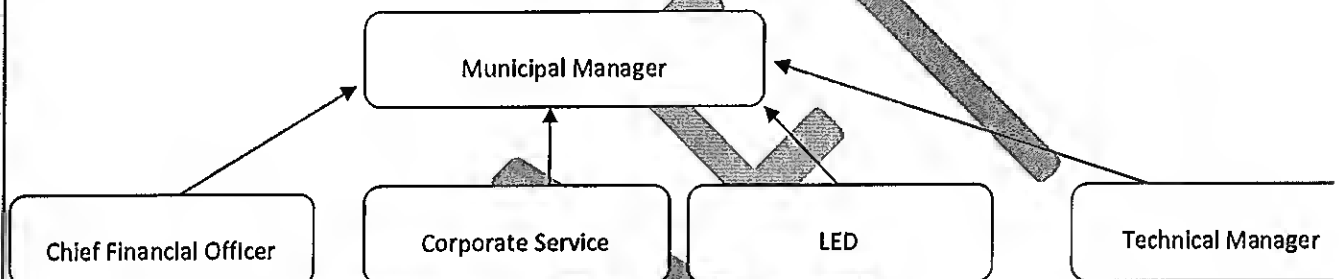 Municipal Manager
Chief Financial Officer
Corporate Service
LED
Technical Manager